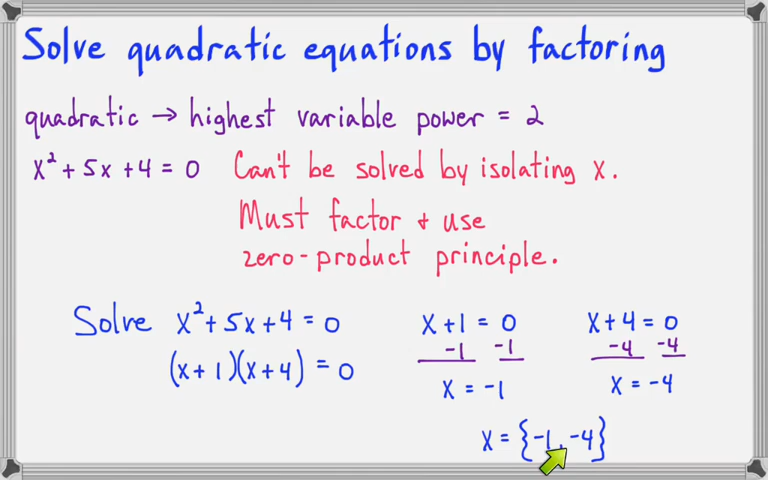 Solve quadratic equations by factoring
quadratic → highest variable power = 2
x² + 5x + 4 = 0 Can't be solved by isolating x.
Must factor + use
zero-product principle.
Solve x² + 5x + 4 = 0 x + 1 = 0 x + 4 = 0
-1 -1 -4 -4
(x + 1)(x + 4) = 0 x = -1 x = -4
x = {-1, -4}